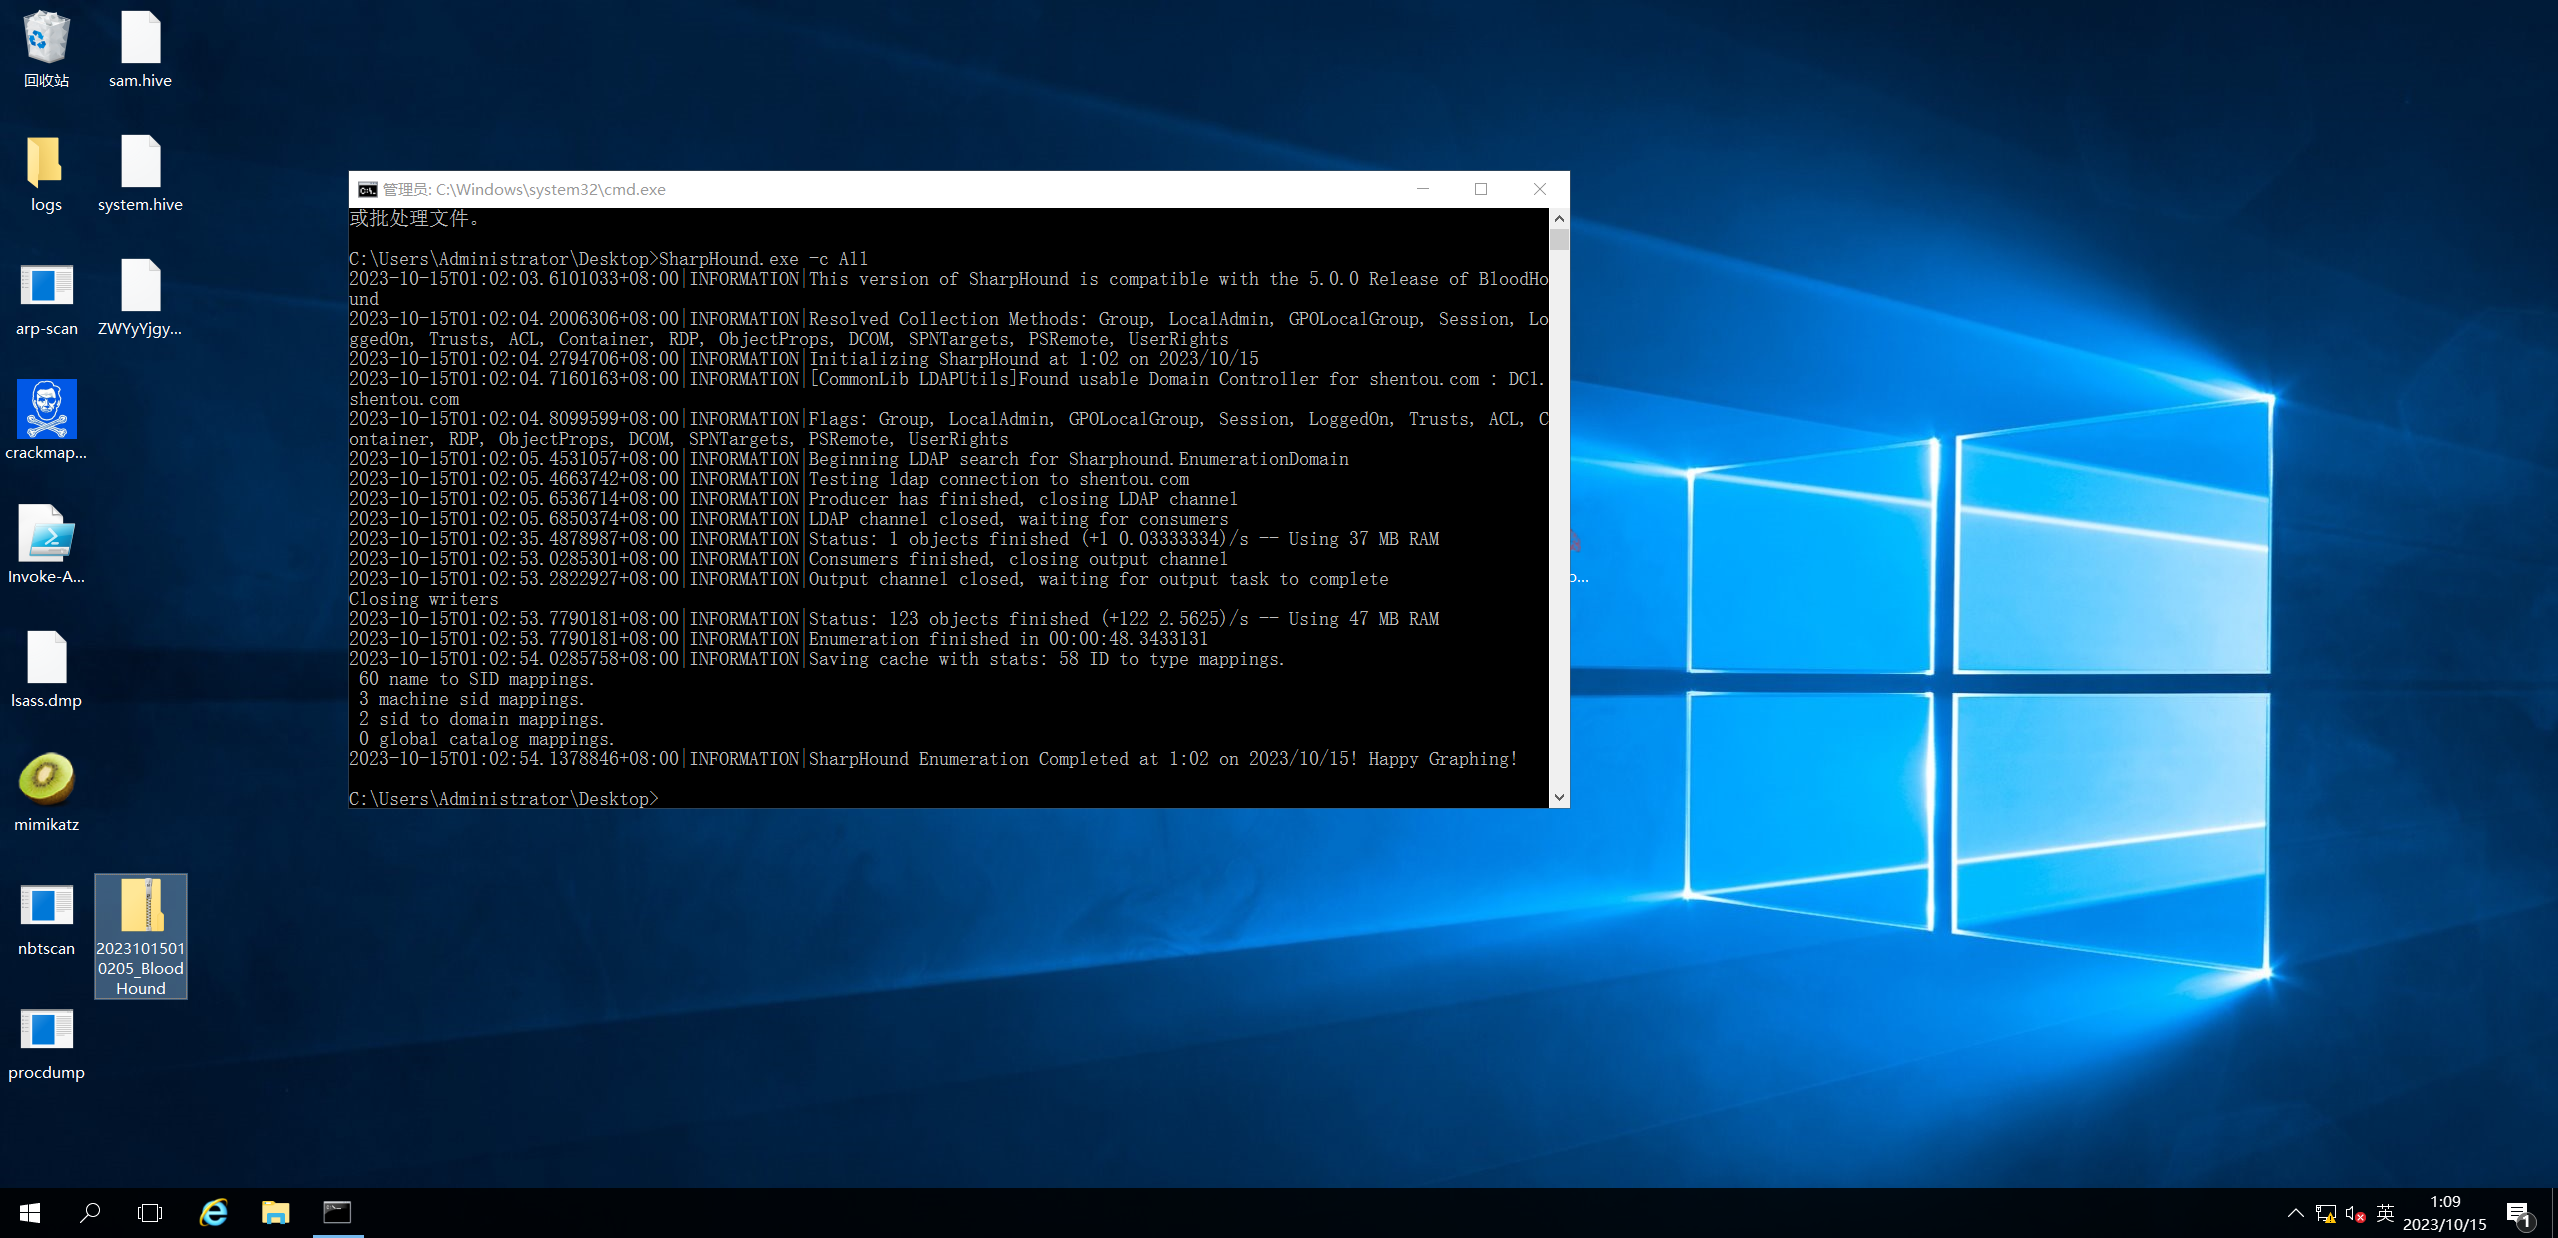 回收站
sam.hive
logs
system.hive
arp-scan
ZWYyYjgy...
crackmap...
Invoke-A...
lsass.dmp
mimikatz
nbtscan
2023101501
0205_Blood
Hound
procdump
管理员: C:\Windows\system32\cmd.exe
或批处理文件。
C:\Users\Administrator\Desktop>SharpHound.exe -c All
2023-10-15T01:02:03.6101033+08:00|INFORMATION|This version of SharpHound is compatible with the 5.0.0 Release of BloodHo
und
2023-10-15T01:02:04.2006306+08:00|INFORMATION|Resolved Collection Methods: Group, LocalAdmin, GPOLocalGroup, Session, Lo
ggedOn, Trusts, ACL, Container, RDP, ObjectProps, DCOM, SPNTargets, PSRemote, UserRights
2023-10-15T01:02:04.2794706+08:00|INFORMATION|Initializing SharpHound at 1:02 on 2023/10/15
2023-10-15T01:02:04.7160163+08:00|INFORMATION|[CommonLib LDAPUtils]Found usable Domain Controller for shentou.com : DC1.
shentou.com
2023-10-15T01:02:04.8099599+08:00|INFORMATION|Flags: Group, LocalAdmin, GPOLocalGroup, Session, LoggedOn, Trusts, ACL, C
ontainer, RDP, ObjectProps, DCOM, SPNTargets, PSRemote, UserRights
2023-10-15T01:02:05.4531057+08:00|INFORMATION|Beginning LDAP search for Sharphound.EnumerationDomain
2023-10-15T01:02:05.4663742+08:00|INFORMATION|Testing ldap connection to shentou.com
2023-10-15T01:02:05.6536714+08:00|INFORMATION|Producer has finished, closing LDAP channel
2023-10-15T01:02:05.6850374+08:00|INFORMATION|LDAP channel closed, waiting for consumers
2023-10-15T01:02:35.4878987+08:00|INFORMATION|Status: 1 objects finished (+1 0.03333334)/s -- Using 37 MB RAM
2023-10-15T01:02:53.0285301+08:00|INFORMATION|Consumers finished, closing output channel
2023-10-15T01:02:53.2822927+08:00|INFORMATION|Output channel closed, waiting for output task to complete
Closing writers
2023-10-15T01:02:53.7790181+08:00|INFORMATION|Status: 123 objects finished (+122 2.5625)/s -- Using 47 MB RAM
2023-10-15T01:02:53.7790181+08:00|INFORMATION|Enumeration finished in 00:00:48.3433131
2023-10-15T01:02:54.0285758+08:00|INFORMATION|Saving cache with stats: 58 ID to type mappings.
60 name to SID mappings.
3 machine sid mappings.
2 sid to domain mappings.
0 global catalog mappings.
2023-10-15T01:02:54.1378846+08:00|INFORMATION|SharpHound Enumeration Completed at 1:02 on 2023/10/15! Happy Graphing!
C:\Users\Administrator\Desktop>
英
1:09
2023/10/15
1